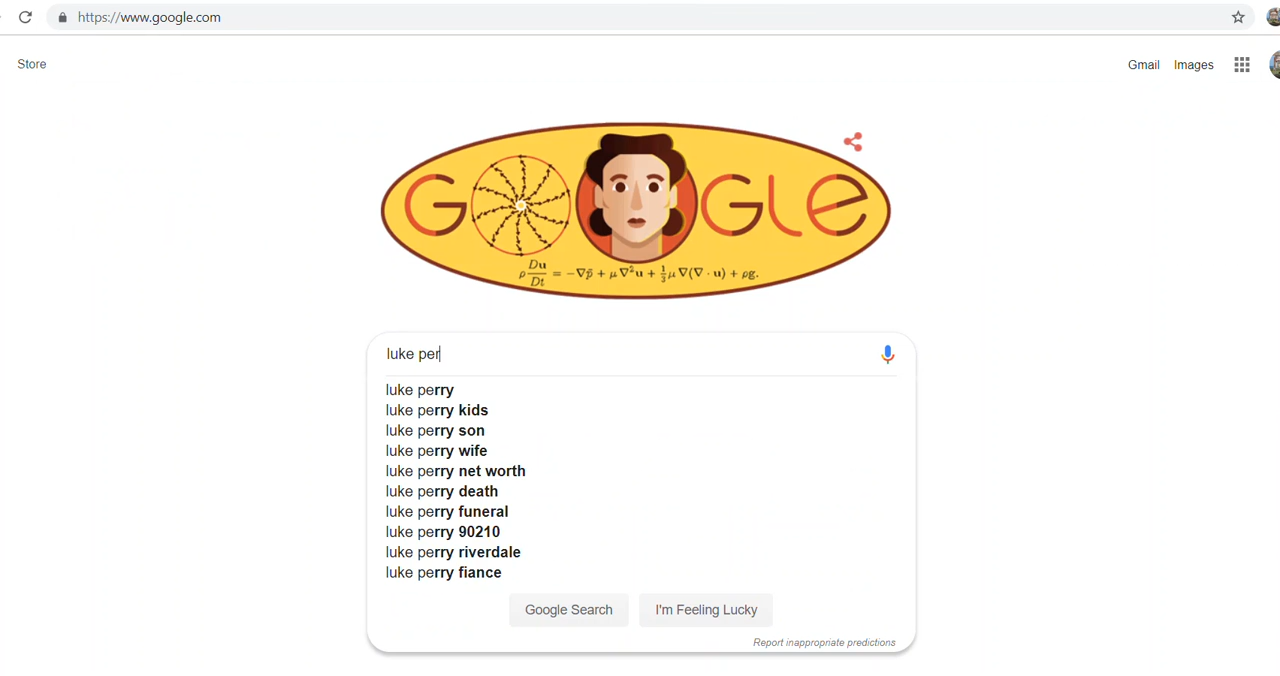 https://www.google.com
Store
Gmail Images
GOOGLE
ρ Du/Dt = -∇p̄ + μ∇²u + ⅓μ∇(∇ · u) + ρg.
luke per
luke perry
luke perry kids
luke perry son
luke perry wife
luke perry net worth
luke perry death
luke perry funeral
luke perry 90210
luke perry riverdale
luke perry fiance
Google Search I'm Feeling Lucky
Report inappropriate predictions